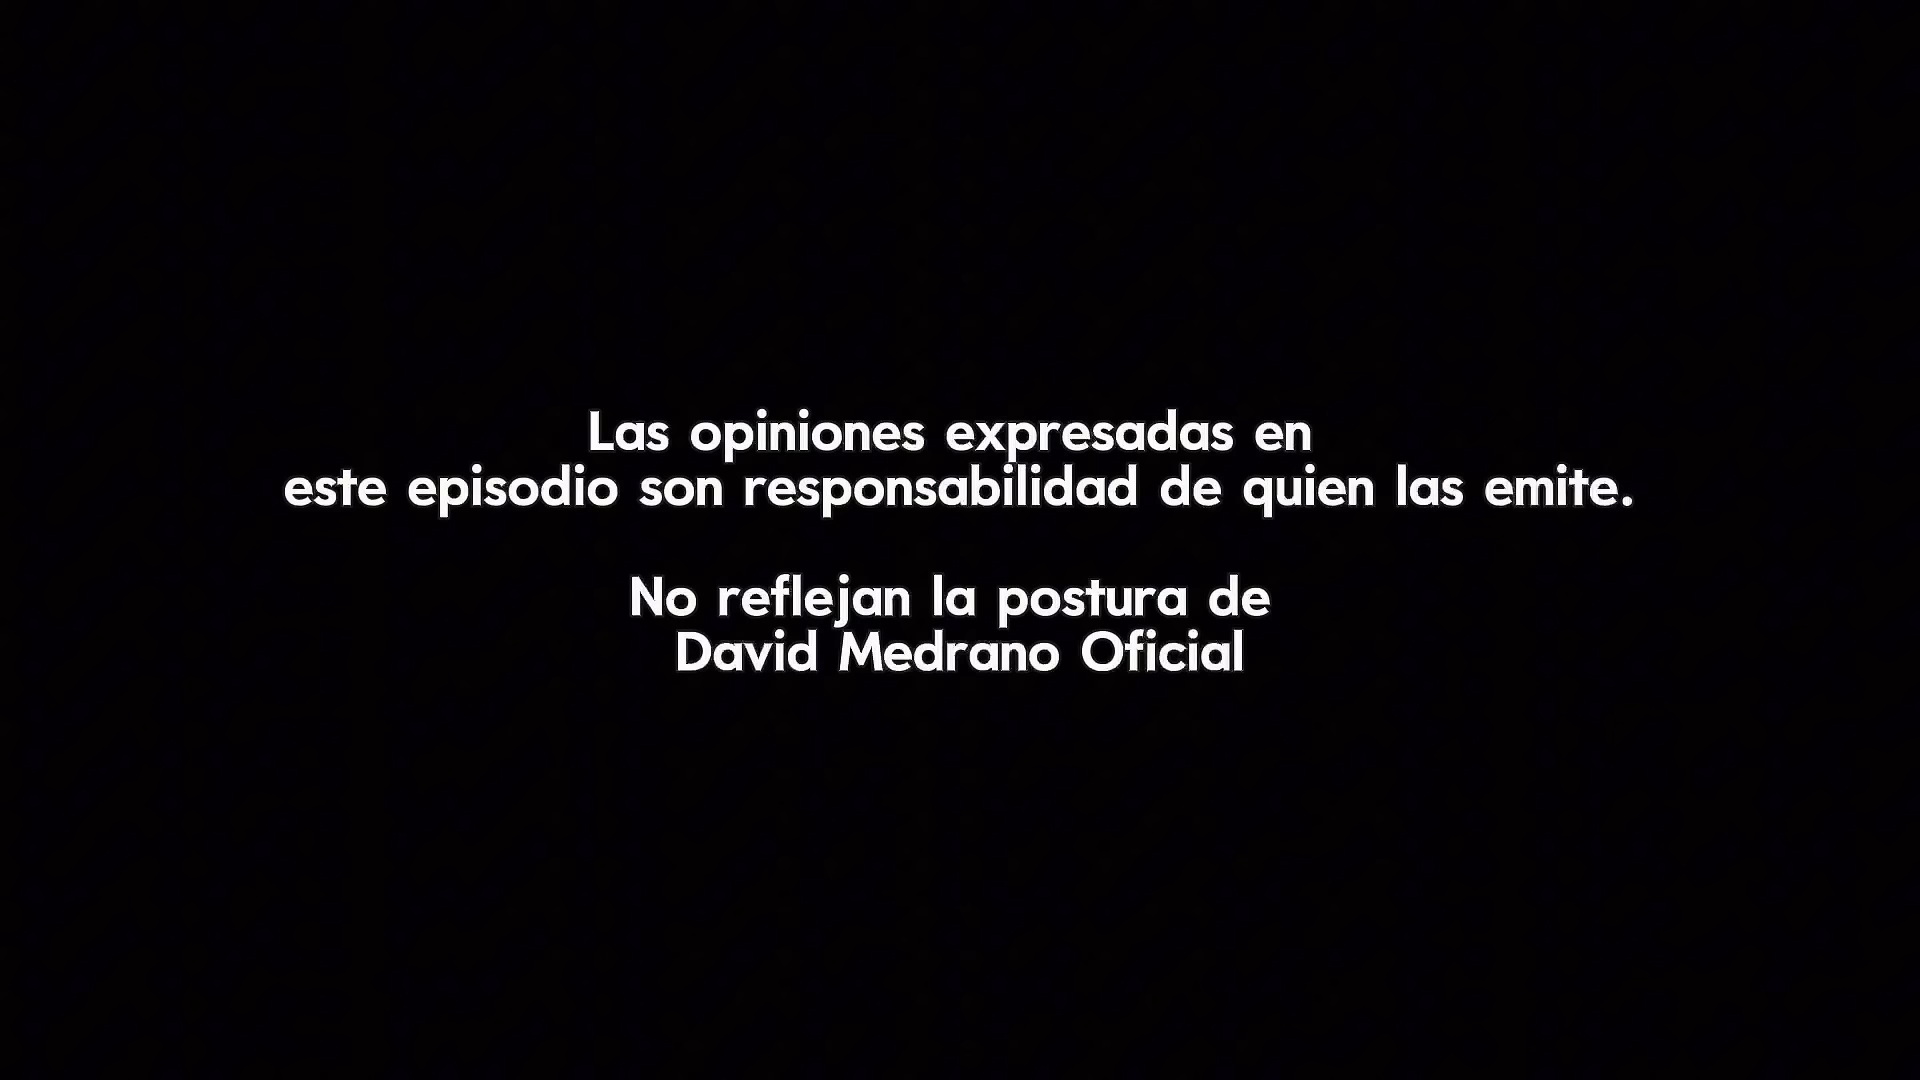 Las opiniones expresadas en
este episodio son responsabilidad de quien las emite.
No reflejan la postura de
David Medrano Oficial